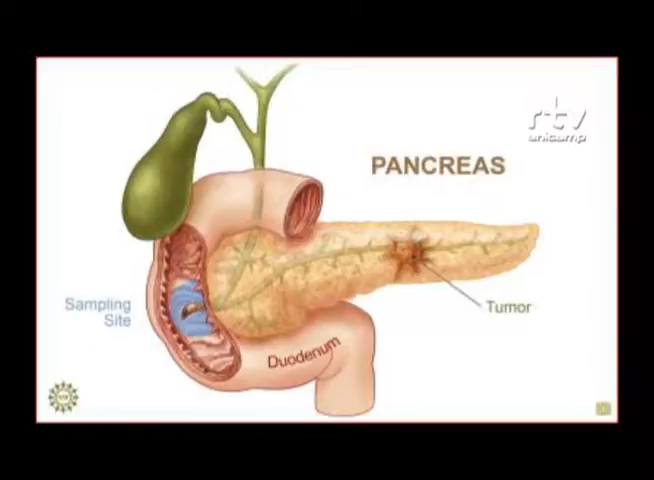 rtv
unicamp
PANCREAS
Sampling
Site
Tumor
Duodenum